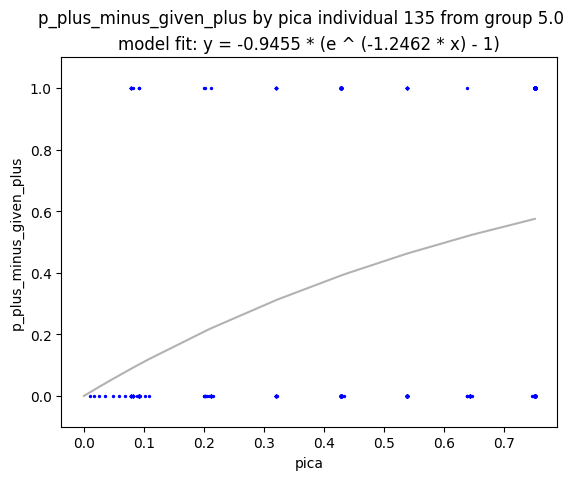 p_plus_minus_given_plus by pica individual 135 from group 5.0
model fit: y = -0.9455 * (e ^ (-1.2462 * x) - 1)
1.0
0.8
0.6
0.4
0.2
0.0
p_plus_minus_given_plus
0.0 0.1 0.2 0.3 0.4 0.5 0.6 0.7
pica